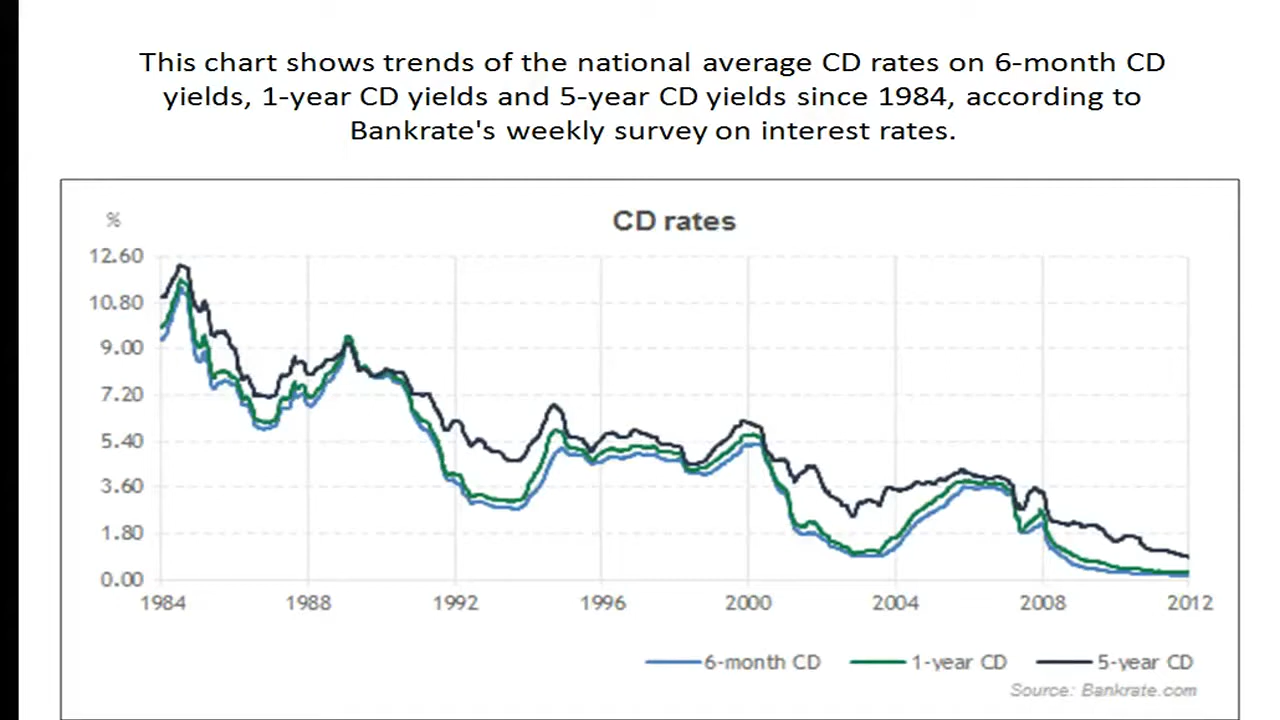 This chart shows trends of the national average CD rates on 6-month CD
yields, 1-year CD yields and 5-year CD yields since 1984, according to
Bankrate's weekly survey on interest rates.
%
CD rates
12.60
10.80
9.00
7.20
5.40
3.60
1.80
0.00
1984 1988 1992 1996 2000 2004 2008 2012
6-month CD 1-year CD 5-year CD
Source: Bankrate.com